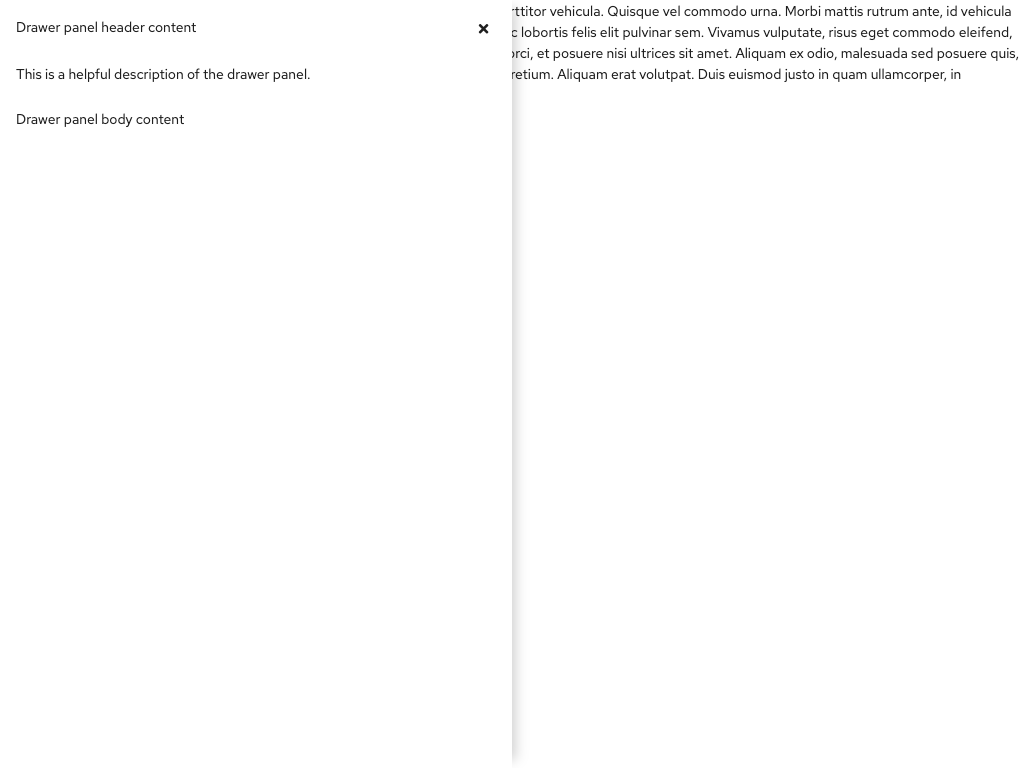 Drawer panel header content
This is a helpful description of the drawer panel.
Drawer panel body content
vehicula. Quisque vel commodo urna. Morbi mattis rutrum ante, id vehicula
lobortis felis elit pulvinar sem. Vivamus vulputate, risus eget commodo eleifend,
et posuere nisi ultrices sit amet. Aliquam ex odio, malesuada sed posuere quis,
Aliquam erat volutpat. Duis euismod justo in quam ullamcorper, in